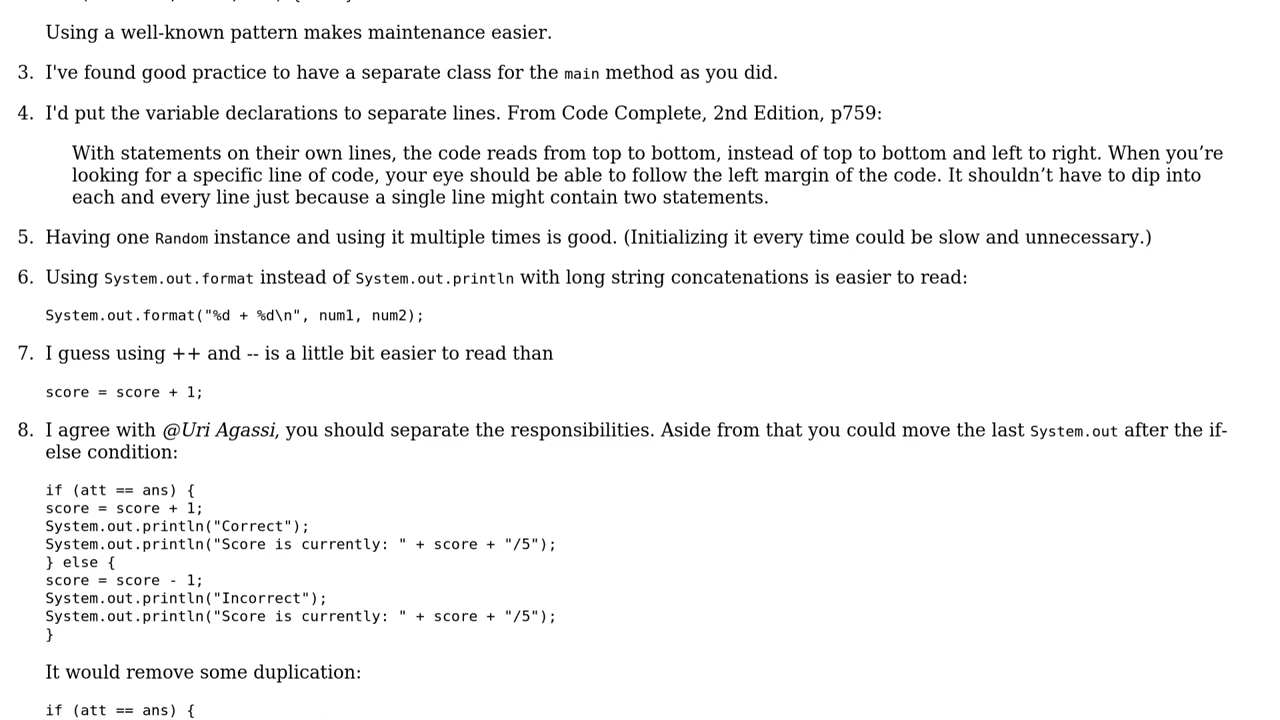 Using a well-known pattern makes maintenance easier.
3. I've found good practice to have a separate class for the main method as you did.
4. I'd put the variable declarations to separate lines. From Code Complete, 2nd Edition, p759:
With statements on their own lines, the code reads from top to bottom, instead of top to bottom and left to right. When you’re
looking for a specific line of code, your eye should be able to follow the left margin of the code. It shouldn’t have to dip into
each and every line just because a single line might contain two statements.
5. Having one Random instance and using it multiple times is good. (Initializing it every time could be slow and unnecessary.)
6. Using System.out.format instead of System.out.println with long string concatenations is easier to read:
System.out.format("%d + %d\n", num1, num2);
7. I guess using ++ and -- is a little bit easier to read than
score = score + 1;
8. I agree with @Uri Agassi, you should separate the responsibilities. Aside from that you could move the last System.out after the if-
else condition:
if (att == ans) {
score = score + 1;
System.out.println("Correct");
System.out.println("Score is currently: " + score + "/5");
} else {
score = score - 1;
System.out.println("Incorrect");
System.out.println("Score is currently: " + score + "/5");
}
It would remove some duplication:
if (att == ans) {